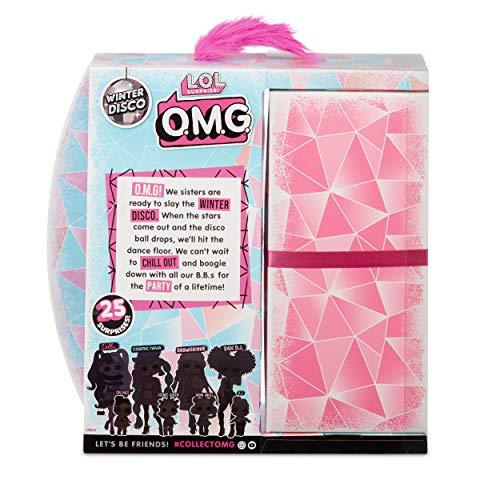 WINTER
DISCO
L.O.L
SURPRISE!
O.M.G.
O.M.G! We sisters are
ready to slay the WINTER
DISCO. When the stars
come out and the disco
ball drops, we'll hit the
dance floor. We can't wait
to CHILL OUT and boogie
down with all our B.B.s for
the PARTY of a lifetime!
25
SURPRISES!
Dollie
COSMIC NOVA
SNOWLICIOUS
24K D.J.
LET'S BE FRIENDS! #COLLECTOMG